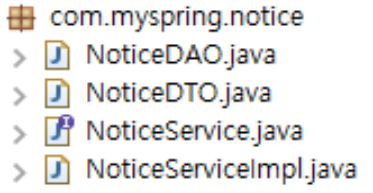 com.myspring.notice
NoticeDAO.java
NoticeDTO.java
NoticeService.java
NoticeServiceImpl.java